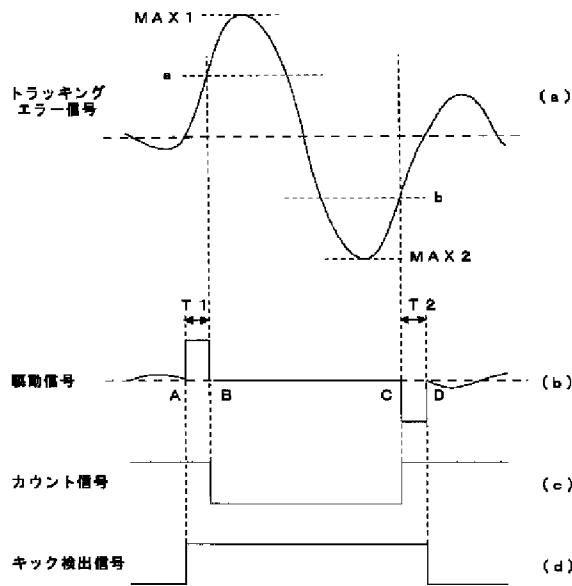 MAX1
a
トラッキング
エラー信号
(a)
b
MAX2
T1
T2
駆動信号
A
B
C
D
(b)
カウント信号
(c)
キック検出信号
(d)